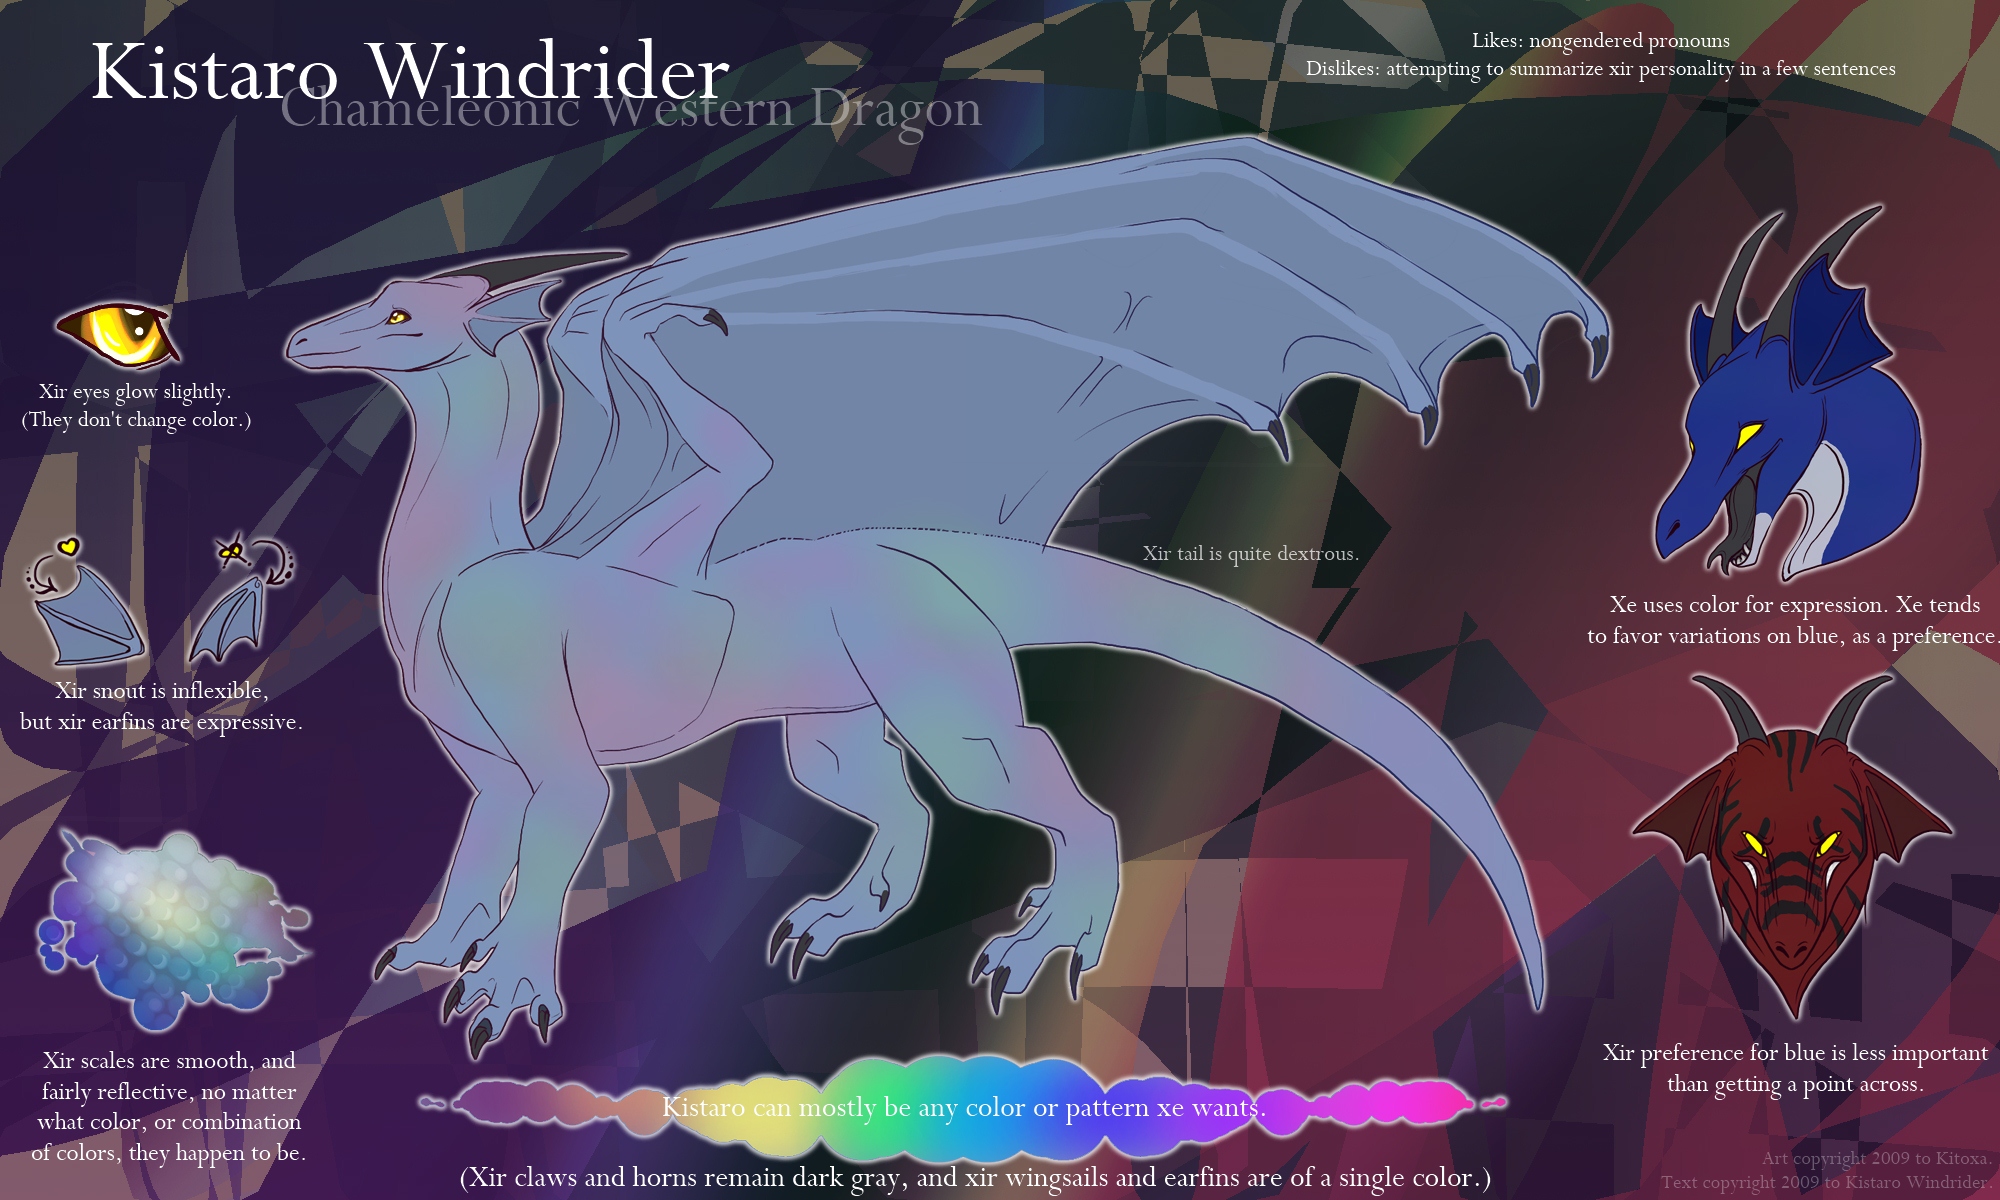 Kistaro Windrider
Chameleonic Western Dragon
Likes: nongendered pronouns
Dislikes: attempting to summarize xir personality in a few sentences
Xir eyes glow slightly.
(They don't change color.)
Xir snout is inflexible,
but xir earfins are expressive.
Xir scales are smooth, and
fairly reflective, no matter
what color, or combination
of colors, they happen to be.
Xir tail is quite dextrous.
Xe uses color for expression. Xe tends
to favor variations on blue, as a preference.
Xir preference for blue is less important
than getting a point across.
Kistaro can mostly be any color or pattern xe wants.
(Xir claws and horns remain dark gray, and xir wingsails and earfins are of a single color.)
Art copyright 2009 to Kitoxa.
Text copyright 2009 to Kistaro Windrider.